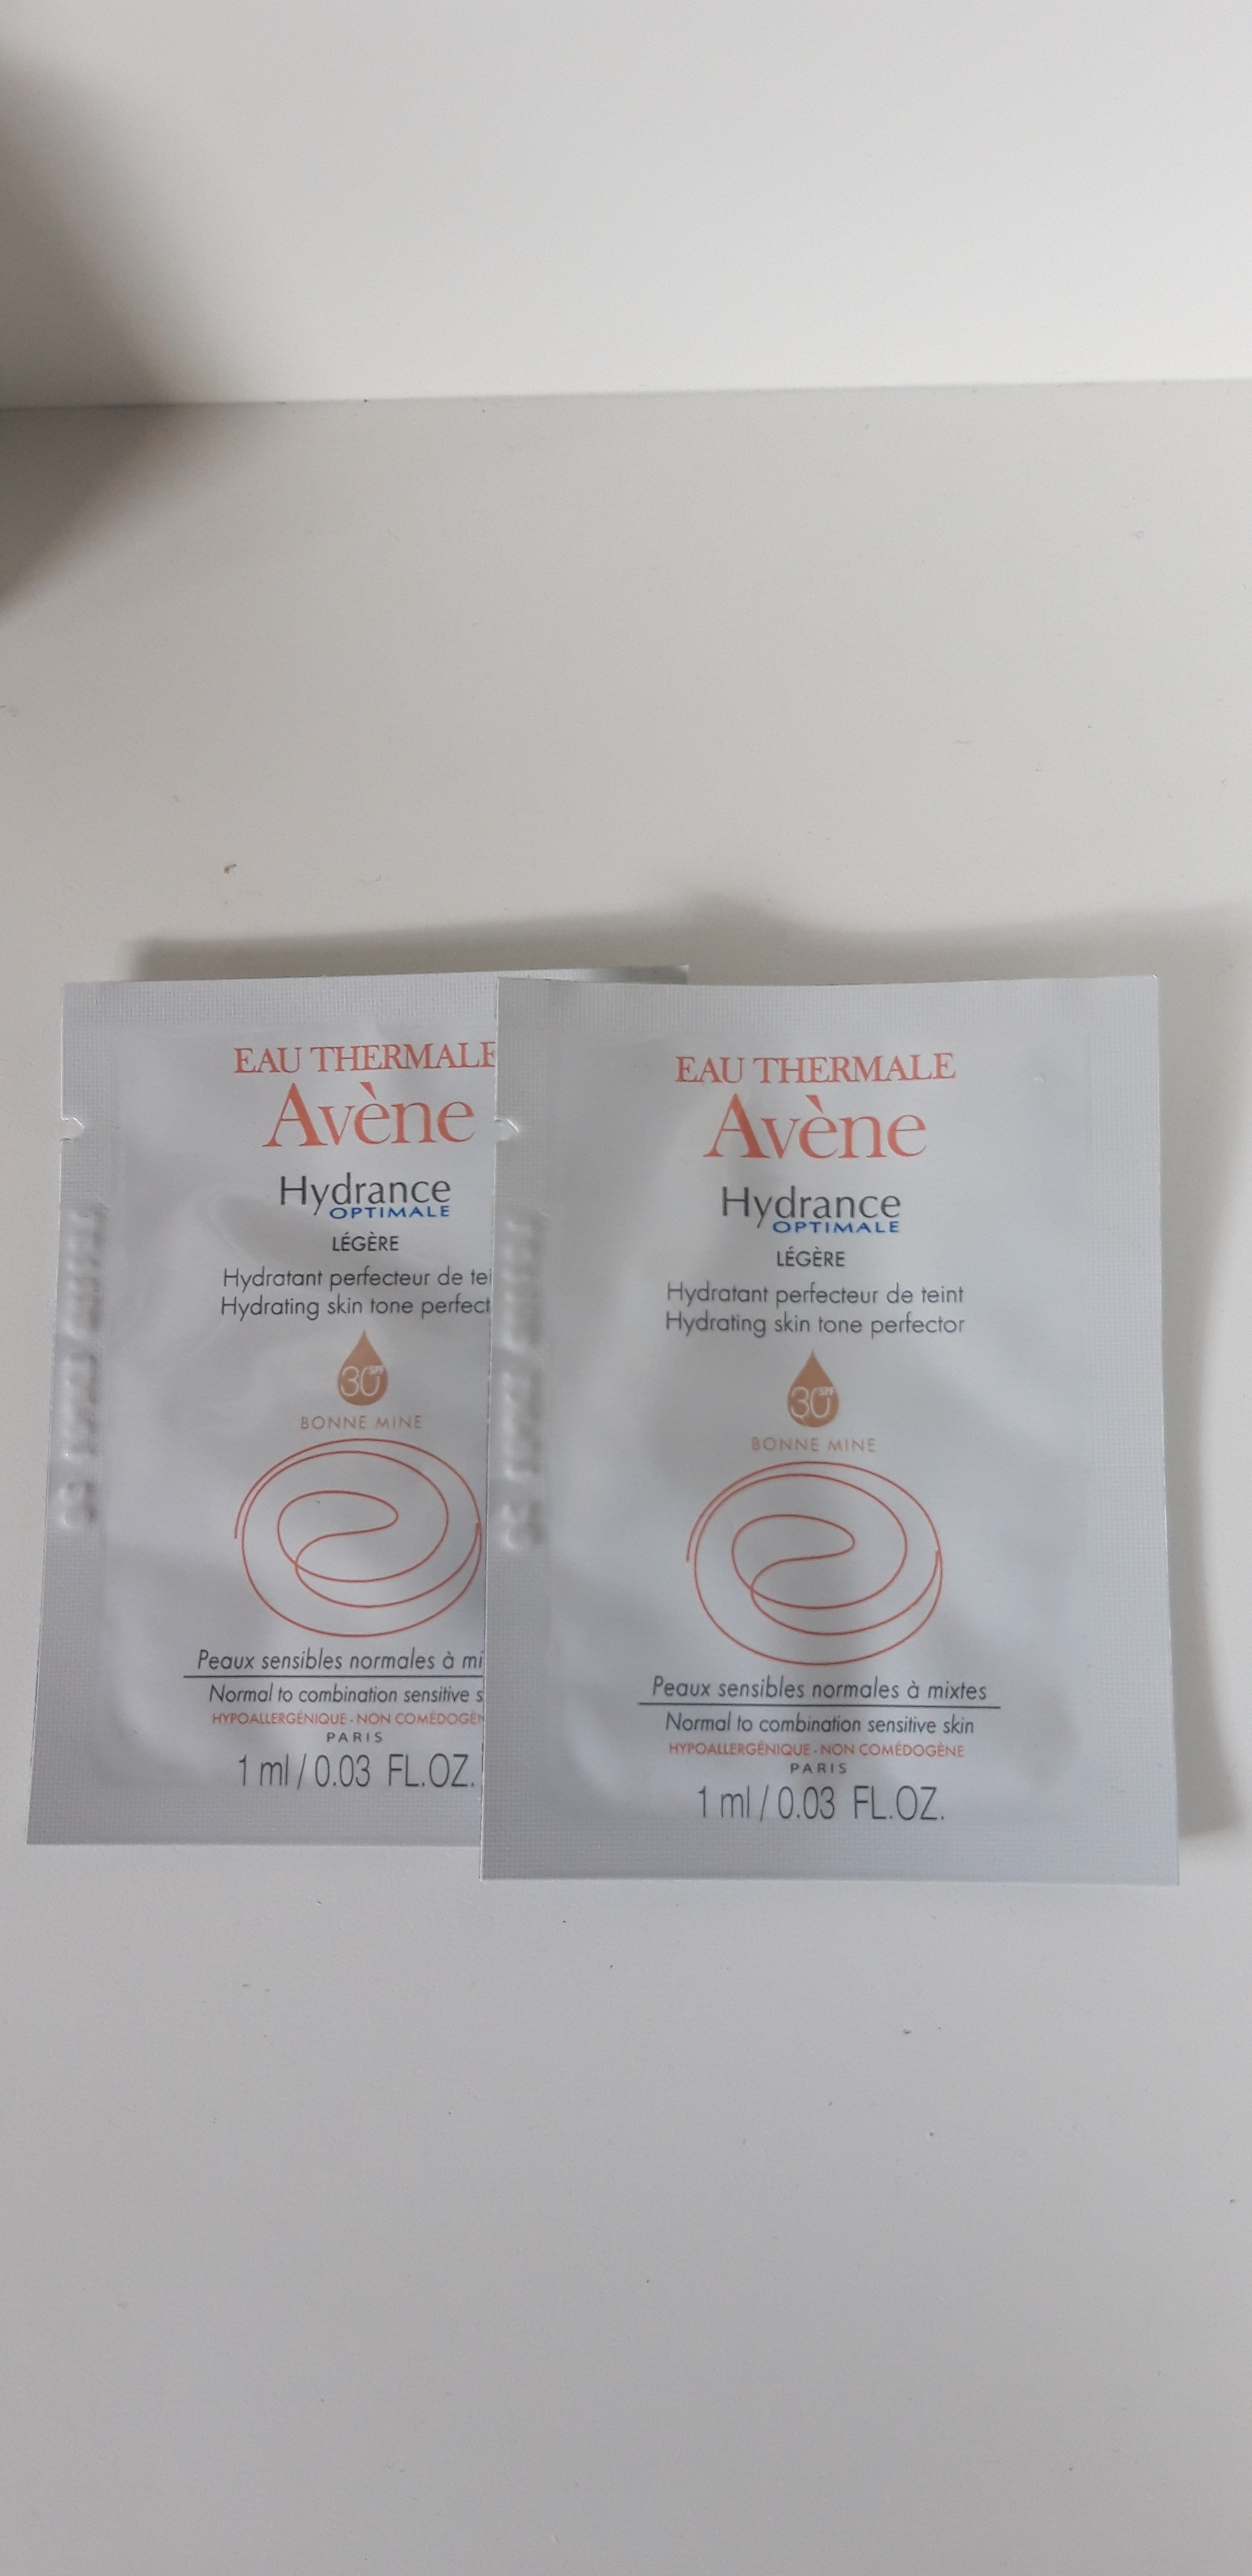 EAU THERMALE
Avène
Hydrance
OPTIMALE
LÉGÈRE
Hydratant perfecteur de tei
Hydrating skin tone perfect
30 SPF
BONNE MINE
Peaux sensibles normales à mi
Normal to combination sensitive s
HYPOALLERGÉNIQUE - NON COMÉDOGÈN
PARIS
1 ml / 0.03 FL.OZ.
EAU THERMALE
Avène
Hydrance
OPTIMALE
LÉGÈRE
Hydratant perfecteur de teint
Hydrating skin tone perfector
30 SPF
BONNE MINE
Peaux sensibles normales à mixtes
Normal to combination sensitive skin
HYPOALLERGÉNIQUE - NON COMÉDOGÈNE
PARIS
1 ml / 0.03 FL.OZ.